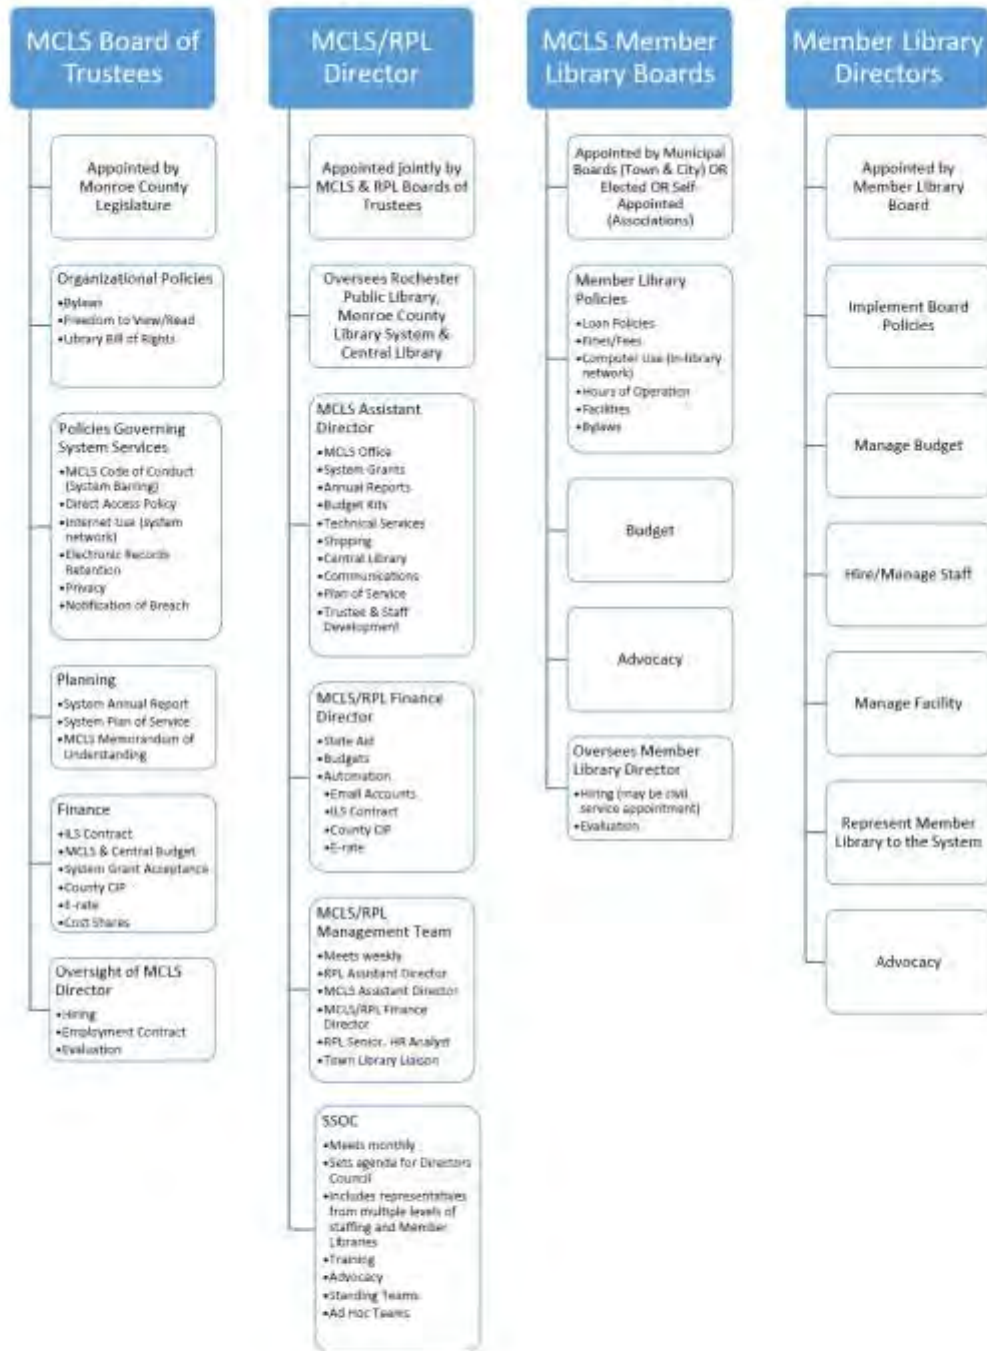 MCLS Board of
Trustees
Appointed by
Monroe County
Legislature
Organizational Policies
•Bylaws
•Freedom to View/Read
•Library Bill of Rights
Policies Governing
System Services
•MCLS Code of Conduct
(System Barring)
•Direct Access Policy
•Internet Use (system
network)
•Electronic Records
Retention
•Privacy
•Notification of Breach
Planning
•System Annual Report
•System Plan of Service
•MCLS Memorandum of
Understanding
Finance
•ILS Contract
•MCLS & Central Budget
•System Grant Acceptance
•County CIP
•E-rate
•Cost Shares
Oversight of MCLS
Director
•Hiring
•Employment Contract
•Evaluation
MCLS/RPL
Director
Appointed jointly by
MCLS & RPL Boards of
Trustees
Oversees Rochester
Public Library,
Monroe County
Library System &
Central Library
MCLS Assistant
Director
•MCLS Office
•System Grants
•Annual Reports
•Budget Kits
•Technical Services
•Shipping
•Central Library
•Communications
•Plan of Service
•Trustee & Staff
Development
MCLS/RPL Finance
Director
•State Aid
•Budgets
•Automation
•Email Accounts
•ILS Contract
•County CIP
•E-rate
MCLS/RPL
Management Team
•Meets weekly
•RPL Assistant Director
•MCLS Assistant Director
•MCLS/RPL Finance
Director
•RPL Senior. HR Analyst
•Town Library Liaison
SSOC
•Meets monthly
•Sets agenda for Directors
Council
•Includes representatives
from multiple levels of
staffing and Member
Libraries
•Training
•Advocacy
•Standing Teams
•Ad Hoc Teams
MCLS Member
Library Boards
Appointed by Municipal
Boards (Town & City) OR
Elected OR Self-
Appointed
(Associations)
Member Library
Policies
•Loan Policies
•Fines/Fees
•Computer Use (in-library
network)
•Hours of Operation
•Facilities
•Bylaws
Budget
Advocacy
Oversees Member
Library Director
•Hiring (may be civil
service appointment)
•Evaluation
Member Library
Directors
Appointed by
Member Library
Board
Implement Board
Policies
Manage Budget
Hire/Manage Staff
Manage Facility
Represent Member
Library to the System
Advocacy